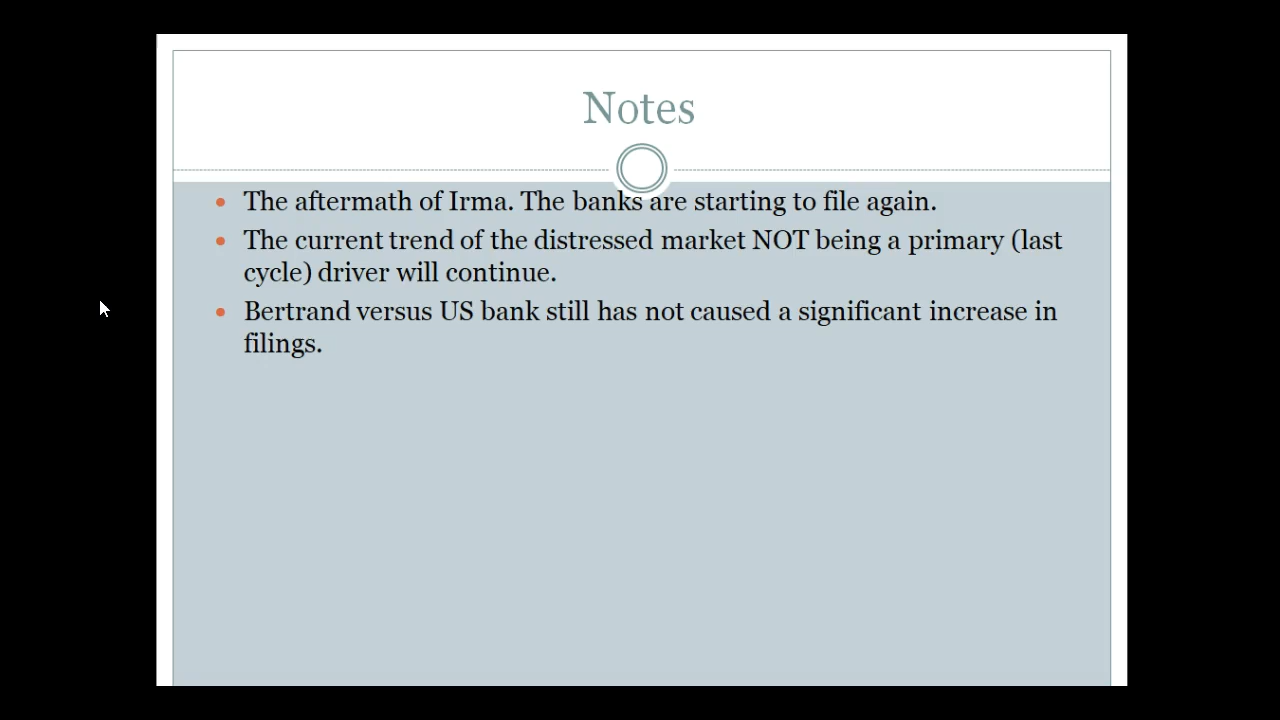 Notes
The aftermath of Irma. The banks are starting to file again.
The current trend of the distressed market NOT being a primary (last
cycle) driver will continue.
Bertrand versus US bank still has not caused a significant increase in
filings.